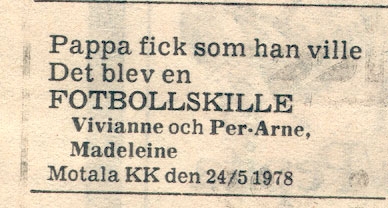 Pappa fick som han ville
Det blev en
FOTBOLLSKILLE
Vivianne och Per-Arne,
Madeleine
Motala KK den 24/5 1978